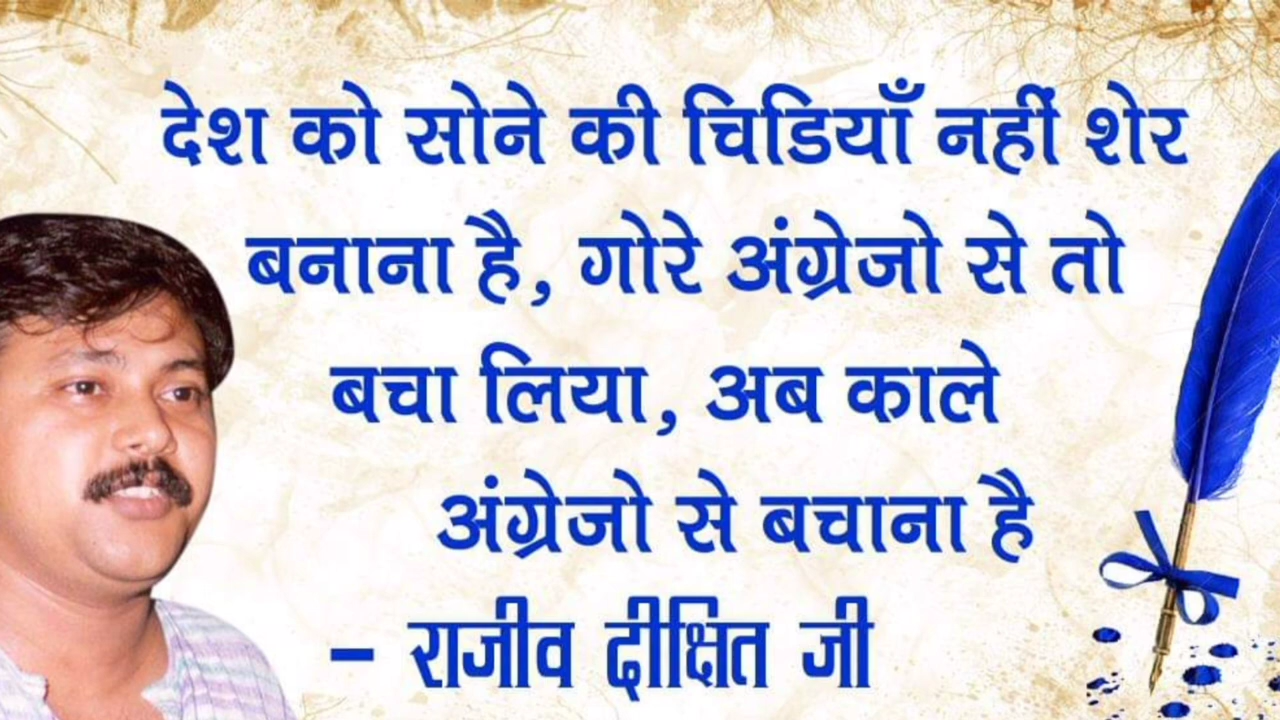 देश को सोने की चिडियाँ नहीं शेर
बनाना है, गोरे अंग्रेजो से तो
बचा लिया, अब काले
अंग्रेजो से बचाना है
- राजीव दीक्षित जी